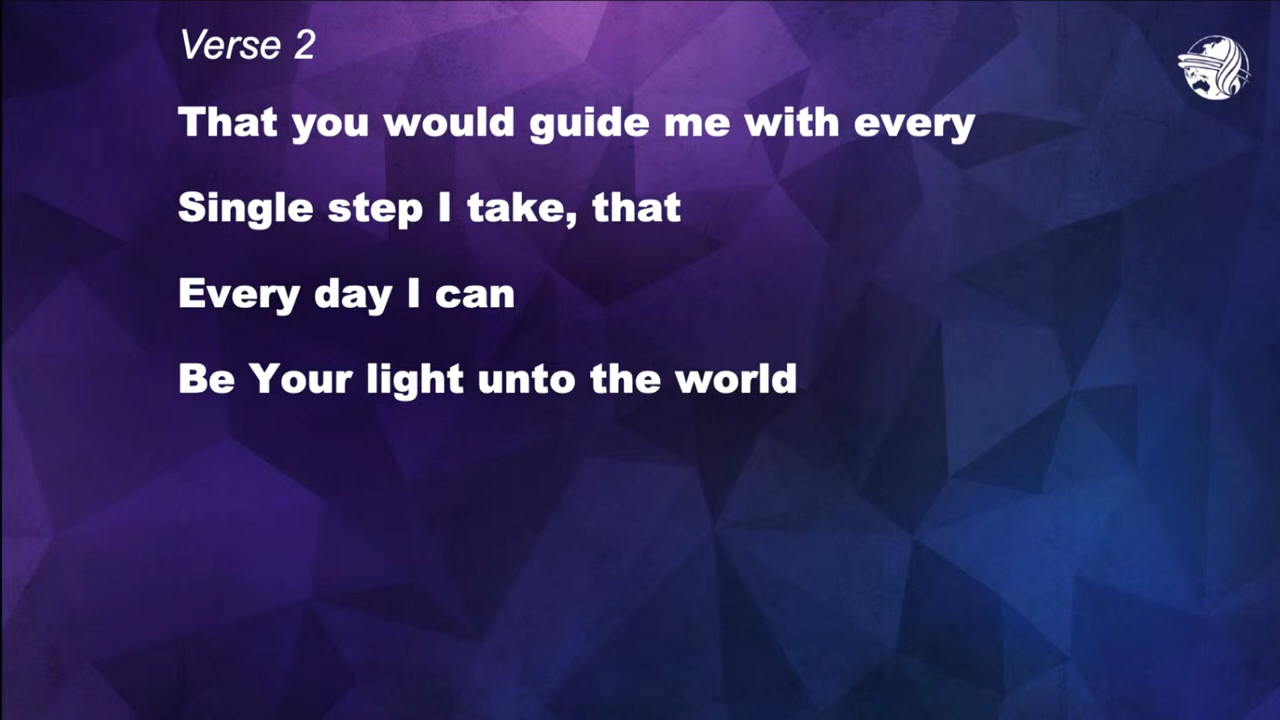 Verse 2
That you would guide me with every
Single step I take, that
Every day I can
Be Your light unto the world